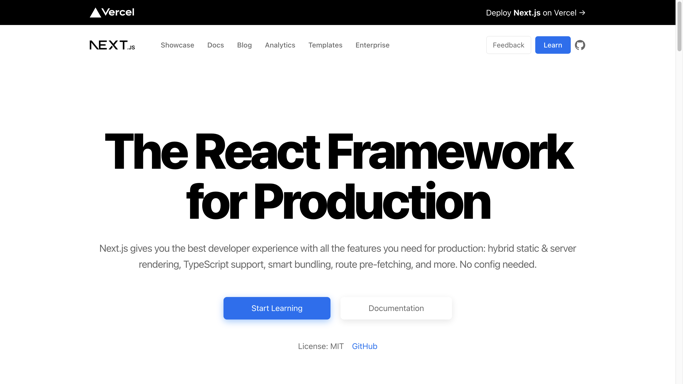 Vercel
Deploy Next.js on Vercel →
NEXT.JS
Showcase
Docs
Blog
Analytics
Templates
Enterprise
Feedback
Learn
The React Framework
for Production
Next.js gives you the best developer experience with all the features you need for production: hybrid static & server
rendering, TypeScript support, smart bundling, route pre-fetching, and more. No config needed.
Start Learning
Documentation
License: MIT
GitHub